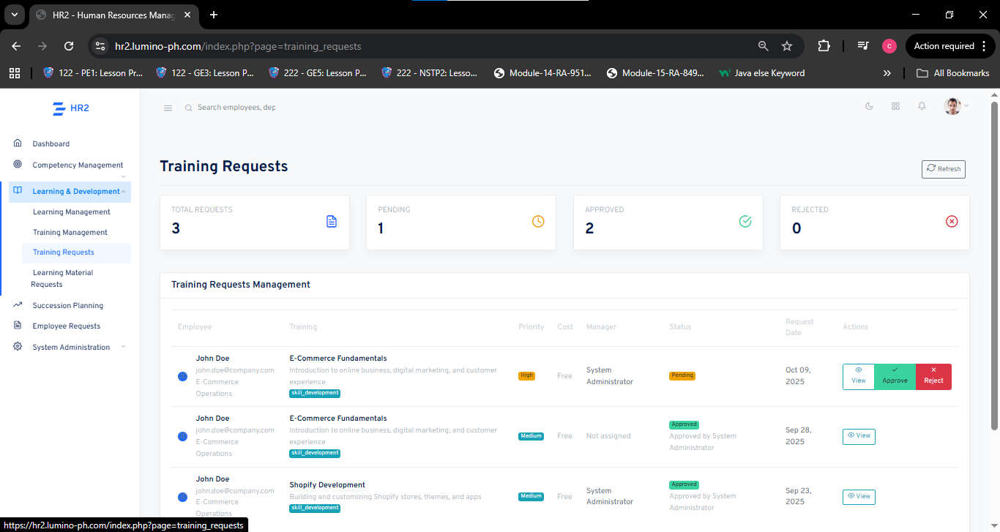 HR2 - Human Resources Manag
hr2.lumino-ph.com/index.php?page=training_requests
C
Action required
122 - PE1: Lesson Pr...
122 - GE3: Lesson P...
222 - GE5: Lesson P...
222 - NSTP2: Lesso...
Module-14-RA-951...
Module-15-RA-849...
Java else Keyword
All Bookmarks
HR2
Search employees, dep
Dashboard
Competency Management
Learning & Development
Learning Management
Training Management
Training Requests
Learning Material
Requests
Succession Planning
Employee Requests
System Administration
Training Requests
Refresh
TOTAL REQUESTS
3
PENDING
1
APPROVED
2
REJECTED
0
Training Requests Management
Employee
Training
Priority
Cost
Manager
Status
Request
Date
Actions
John Doe
john.doe@company.com
E-Commerce
Operations
E-Commerce Fundamentals
Introduction to online business, digital marketing, and customer
experience
skill_development
High
Free
System
Administrator
Pending
Oct 09,
2025
View
Approve
Reject
John Doe
john.doe@company.com
E-Commerce
Operations
E-Commerce Fundamentals
Introduction to online business, digital marketing, and customer
experience
skill_development
Medium
Free
Not assigned
Approved
Approved by System
Administrator
Sep 28,
2025
View
John Doe
john.doe@company.com
E-Commerce
Operations
Shopify Development
Building and customizing Shopify stores, themes, and apps
skill_development
Medium
Free
System
Administrator
Approved
Approved by System
Administrator
Sep 23,
2025
View
https://hr2.lumino-ph.com/index.php?page=training_requests